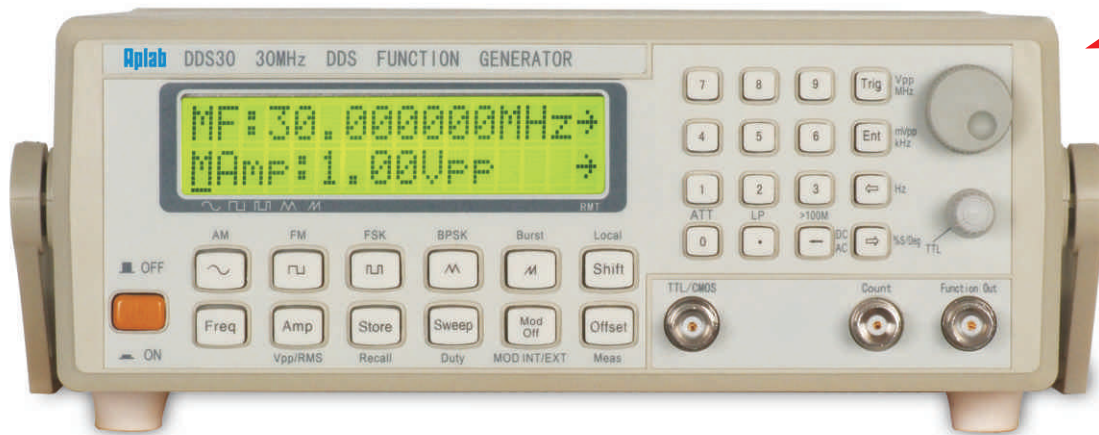 Aplab DDS30 30MHz DDS FUNCTION GENERATOR
MF:30.000000MHz→
MAmp:1.00Vpp →
RMT
AM FM FSK BPSK Burst Local
Shift
OFF
Freq Amp Store Sweep Mod Off Offset
ON
Vpp/RMS Recall Duty MOD INT/EXT Meas
7 8 9 Trig Vpp MHz
4 5 6 Ent mVpp kHz
1 2 3 ⇦ Hz
ATT LP >100M
0 • — DC AC ⇨ %S/Deg TTL
TTL/CMOS Count Function Out